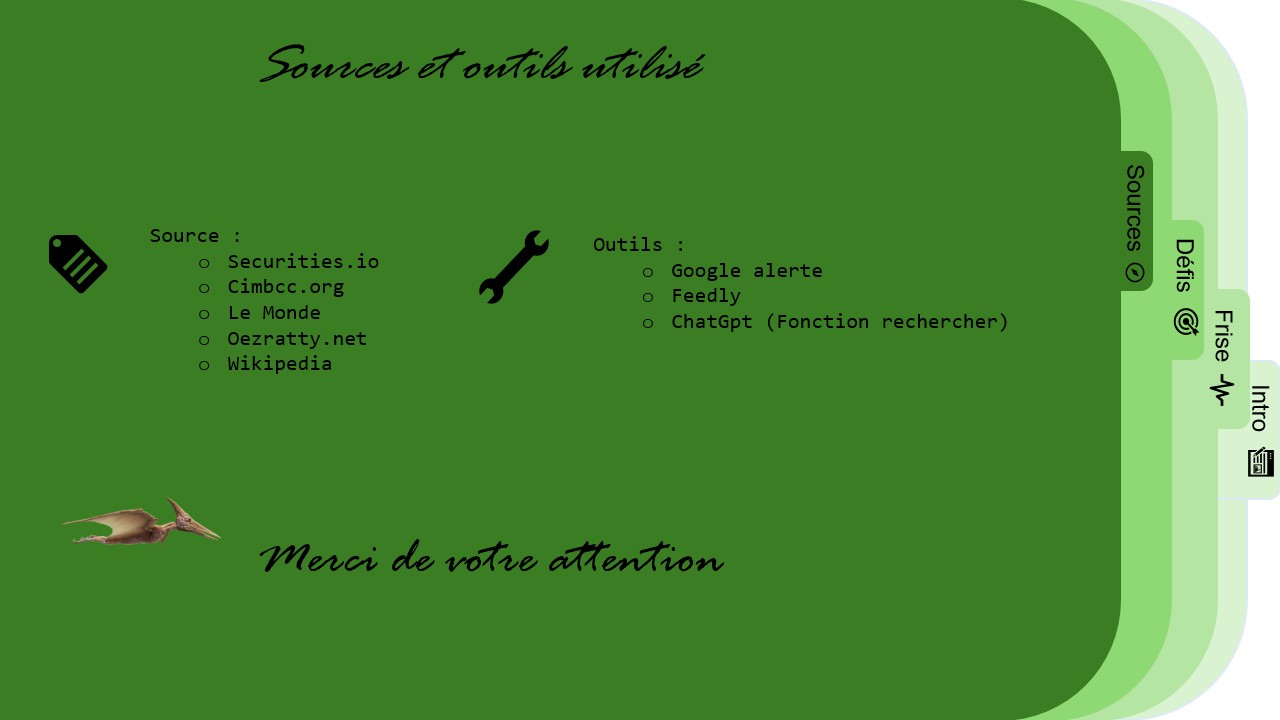 Sources et outils utilisé
Source :
o Securities.io
o Cimbcc.org
o Le Monde
o Oezratty.net
o Wikipedia
Outils :
o Google alerte
o Feedly
o ChatGpt (Fonction rechercher)
Merci de votre attention
Sources
Défis
Frise
Intro